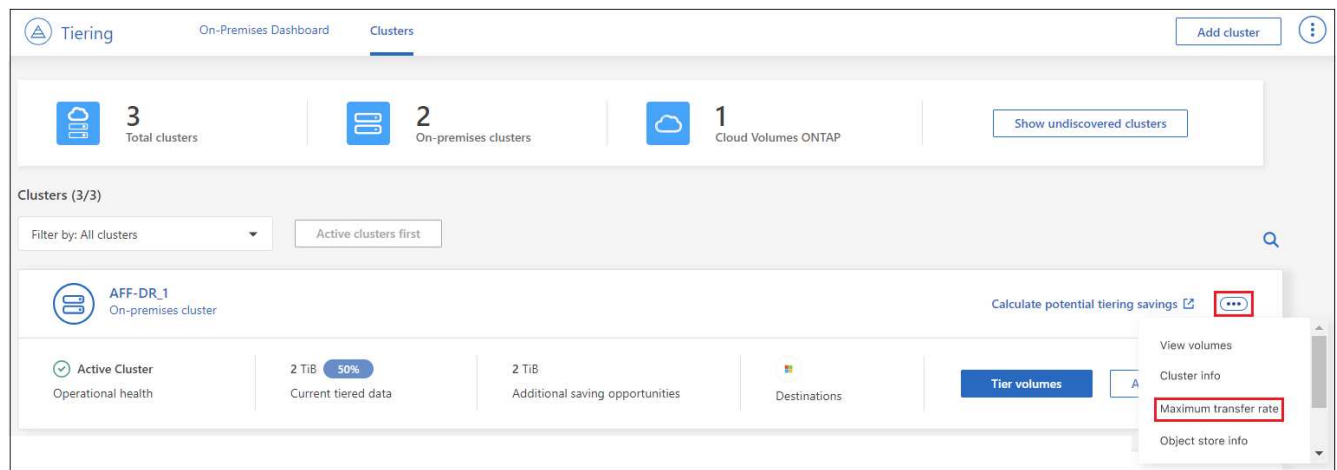 Tiering
On-Premises Dashboard
Clusters
Add cluster
3
Total clusters
2
On-premises clusters
1
Cloud Volumes ONTAP
Show undiscovered clusters
Clusters (3/3)
Filter by: All clusters
Active clusters first
AFF-DR_1
On-premises cluster
Calculate potential tiering savings
View volumes
Cluster info
Maximum transfer rate
Object store info
Active Cluster
Operational health
2 TiB 50%
Current tiered data
2 TiB
Additional saving opportunities
Destinations
Tier volumes
A